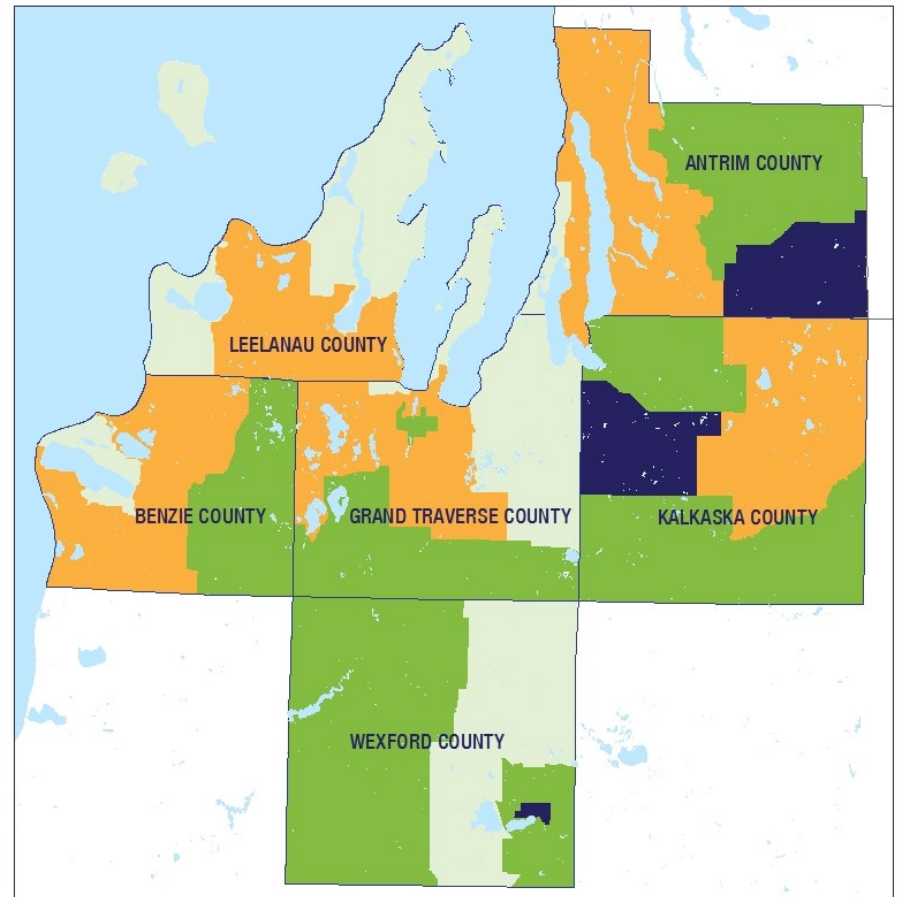 ANTRIM COUNTY
LEELANAU COUNTY
BENZIE COUNTY
GRAND TRAVERSE COUNTY
KALKASKA COUNTY
WEXFORD COUNTY